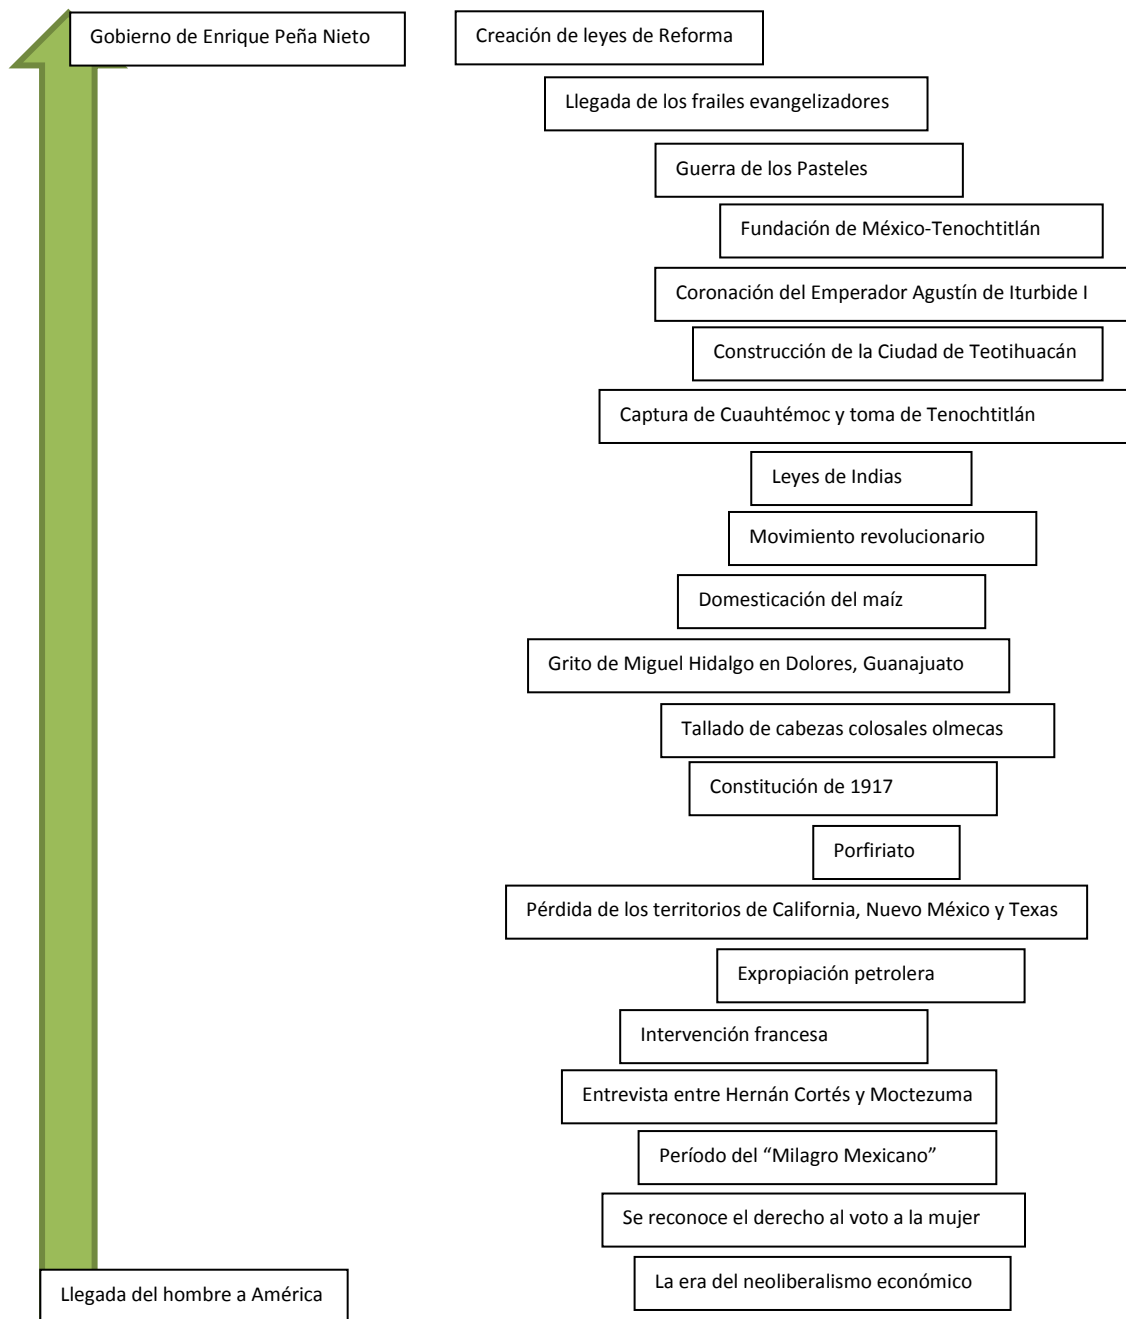 Gobierno de Enrique Peña Nieto
Creación de leyes de Reforma
Llegada de los frailes evangelizadores
Guerra de los Pasteles
Fundación de México-Tenochtitlán
Coronación del Emperador Agustín de Iturbide I
Construcción de la Ciudad de Teotihuacán
Captura de Cuauhtémoc y toma de Tenochtitlán
Leyes de Indias
Movimiento revolucionario
Domesticación del maíz
Grito de Miguel Hidalgo en Dolores, Guanajuato
Tallado de cabezas colosales olmecas
Constitución de 1917
Porfiriato
Pérdida de los territorios de California, Nuevo México y Texas
Expropiación petrolera
Intervención francesa
Entrevista entre Hernán Cortés y Moctezuma
Período del “Milagro Mexicano”
Se reconoce el derecho al voto a la mujer
La era del neoliberalismo económico
Llegada del hombre a América